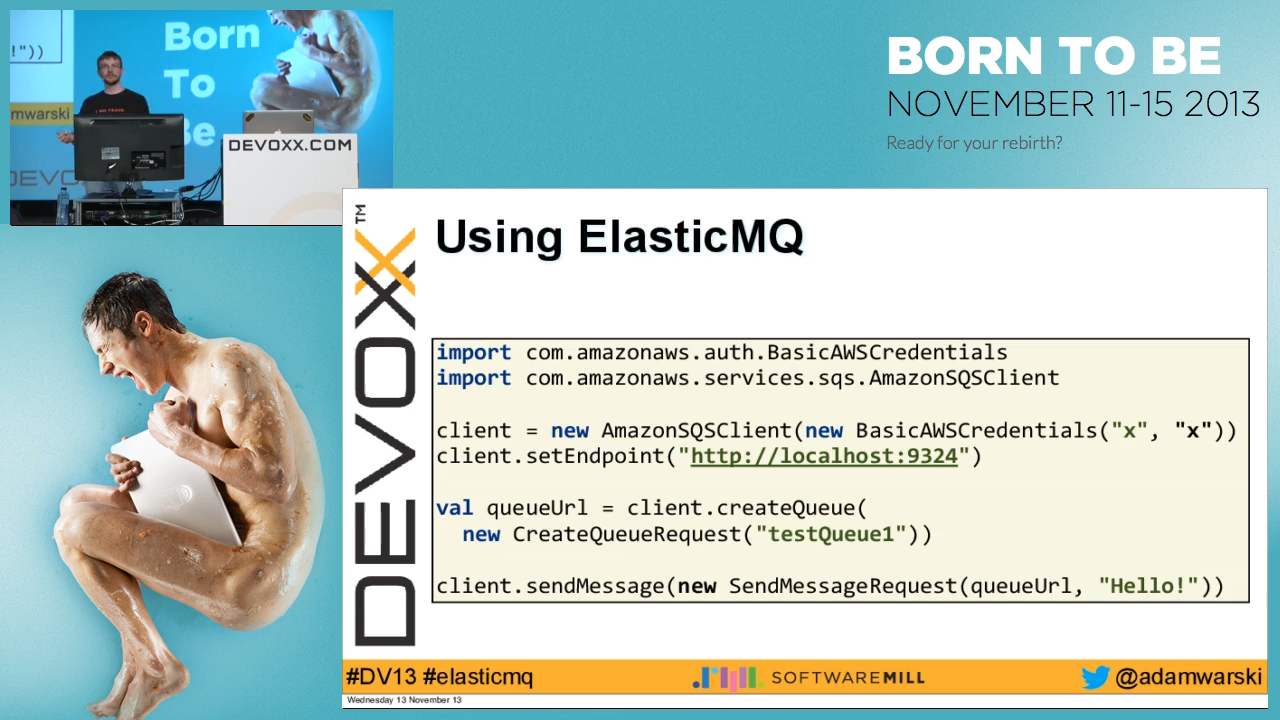 !"))
Born
To
Be
mwarski
DEVOXX.COM
DEVO
BORN TO BE
NOVEMBER 11-15 2013
Ready for your rebirth?
DEVOXX™
Using ElasticMQ
import com.amazonaws.auth.BasicAWSCredentials
import com.amazonaws.services.sqs.AmazonSQSClient
client = new AmazonSQSClient(new BasicAWSCredentials("x", "x"))
client.setEndpoint("http://localhost:9324")
val queueUrl = client.createQueue(
new CreateQueueRequest("testQueue1"))
client.sendMessage(new SendMessageRequest(queueUrl, "Hello!"))
#DV13 #elasticmq
SOFTWAREMILL
@adamwarski
Wednesday 13 November 13